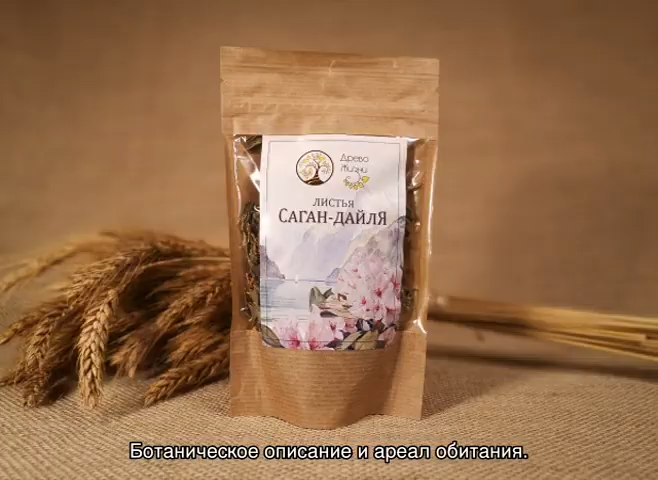 Древо
Жизни
ЛИСТЬЯ
САГАН-ДАЙЛЯ
Ботаническое описание и ареал обитания.